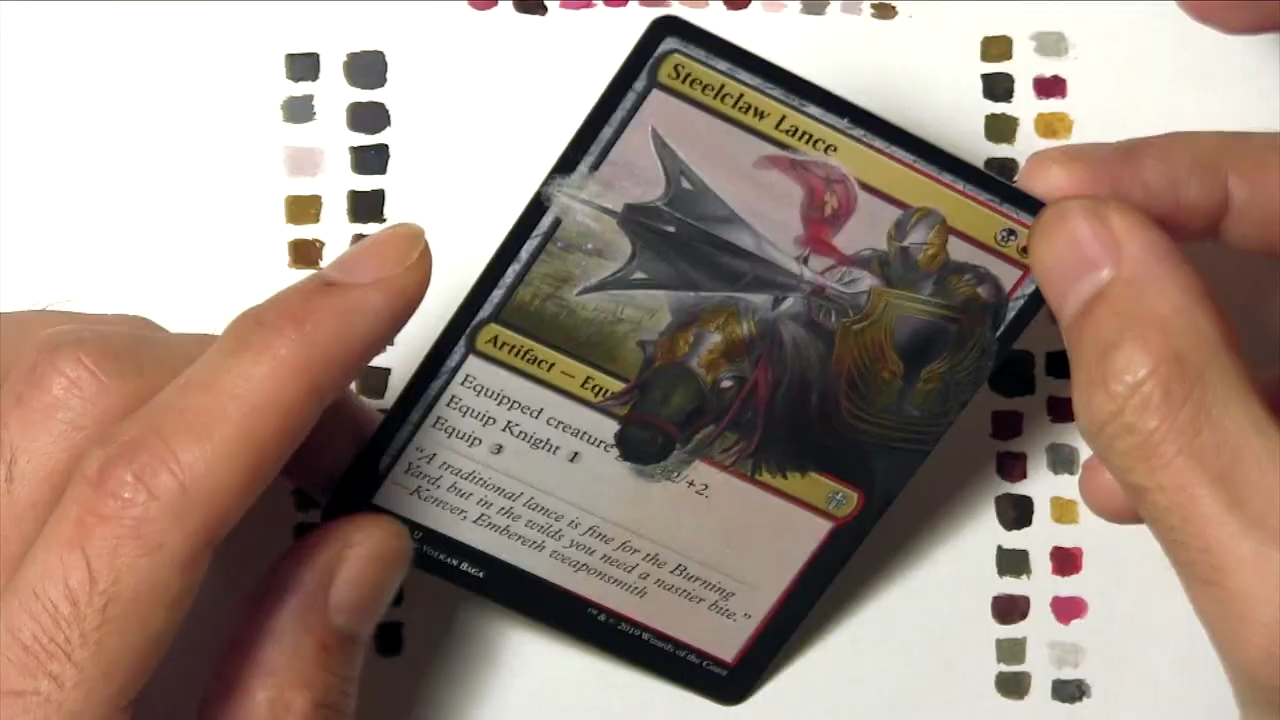 Steelclaw Lance
Artifact — Equ
Equipped creature 2/+2.
Equip Knight 1
Equip 3
“A traditional lance is fine for the Burning
Yard, but in the wilds you need a nastier bite.”
—Kenver, Embereth weaponsmith
U
VOLKAN BAGA
™ & © 2019 Wizards of the Coast